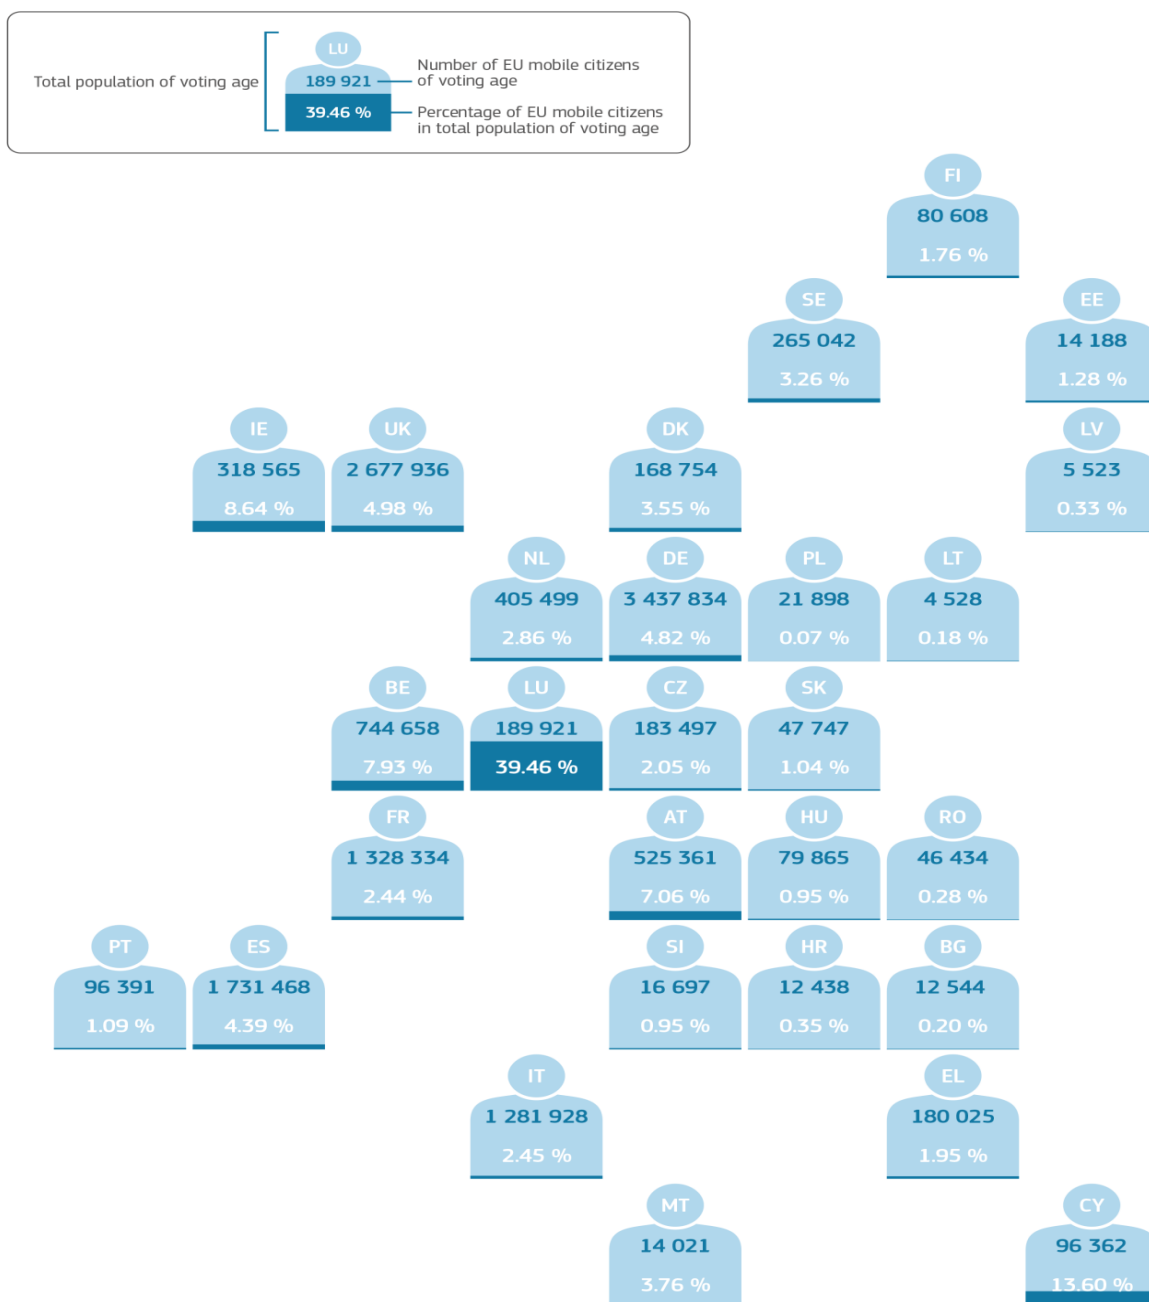 LU
Total population of voting age
189 921
Number of EU mobile citizens
of voting age
39.46 %
Percentage of EU mobile citizens
in total population of voting age
FI
80 608
1.76 %
SE
265 042
3.26 %
EE
14 188
1.28 %
IE
318 565
8.64 %
UK
2 677 936
4.98 %
DK
168 754
3.55 %
LV
5 523
0.33 %
NL
405 499
2.86 %
DE
3 437 834
4.82 %
PL
21 898
0.07 %
LT
4 528
0.18 %
BE
744 658
7.93 %
LU
189 921
39.46 %
CZ
183 497
2.05 %
SK
47 747
1.04 %
FR
1 328 334
2.44 %
AT
525 361
7.06 %
HU
79 865
0.95 %
RO
46 434
0.28 %
PT
96 391
1.09 %
ES
1 731 468
4.39 %
SI
16 697
0.95 %
HR
12 438
0.35 %
BG
12 544
0.20 %
IT
1 281 928
2.45 %
EL
180 025
1.95 %
MT
14 021
3.76 %
CY
96 362
13.60 %